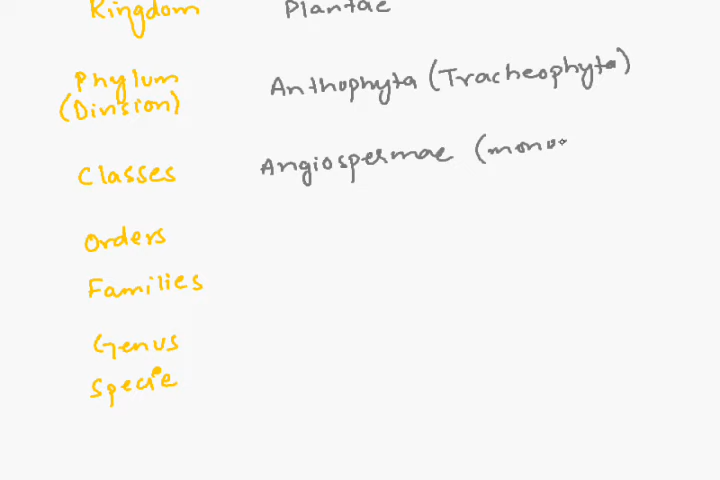 Kingdom Plantae
Phylum Anthophyta (Tracheophyta)
(Division)
Classes Angiospermae (mono
Orders
Families
Genus
Specie